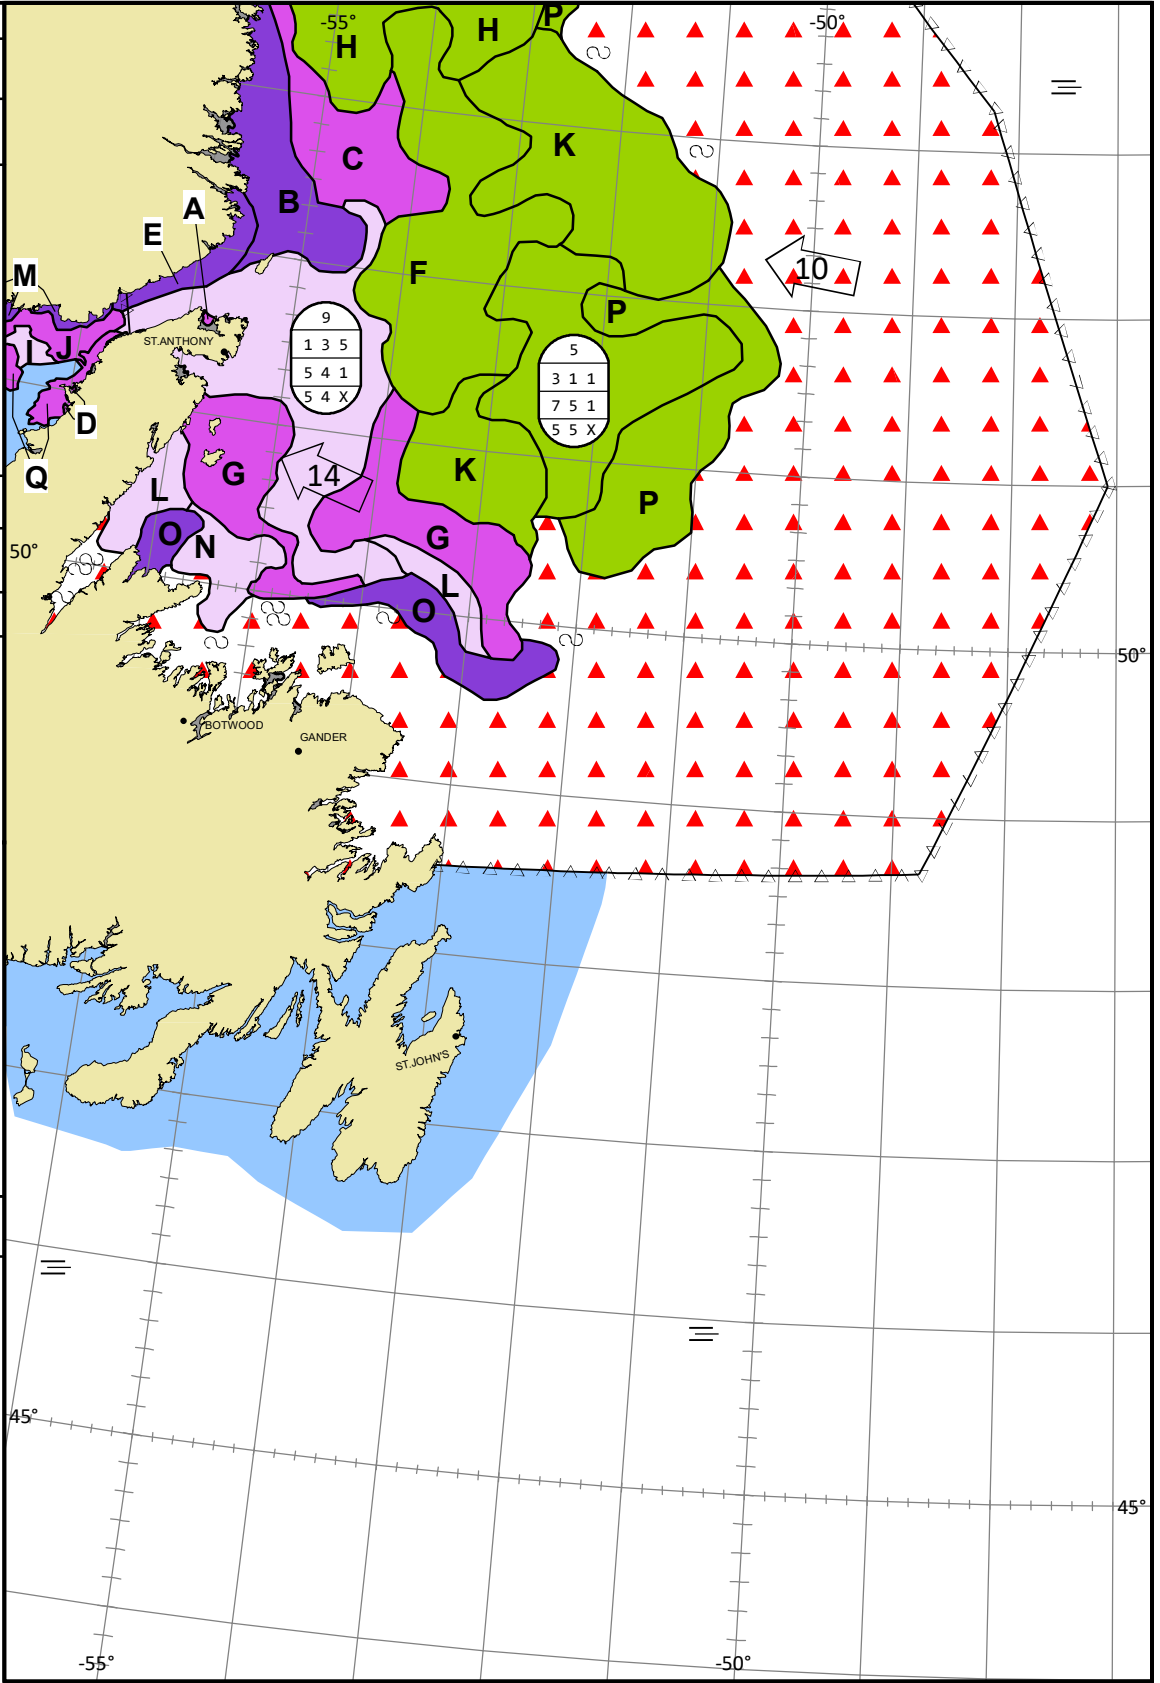 -55°
-50°
H
H
P
K
C
A
B
E
M
F
10
P
I
J
ST.ANTHONY
9
1 3 5
5 4 1
5 4 X
5
3 1 1
7 5 1
5 5 X
D
Q
G
14
K
L
P
O
N
G
50°
L
O
50°
BOTWOOD
GANDER
ST.JOHN'S
45°
45°
-55°
-50°